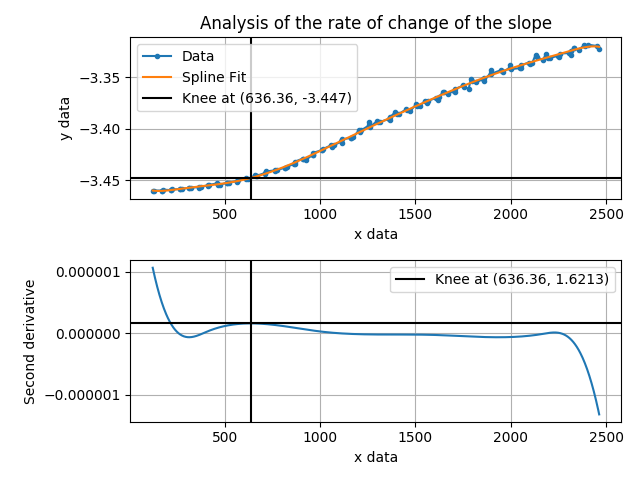 Analysis of the rate of change of the slope
Data
Spline Fit
Knee at (636.36, -3.447)
y data
−3.35
−3.40
−3.45
500 1000 1500 2000 2500
x data
Knee at (636.36, 1.6213)
Second derivative
0.000001
0.000000
−0.000001
500 1000 1500 2000 2500
x data